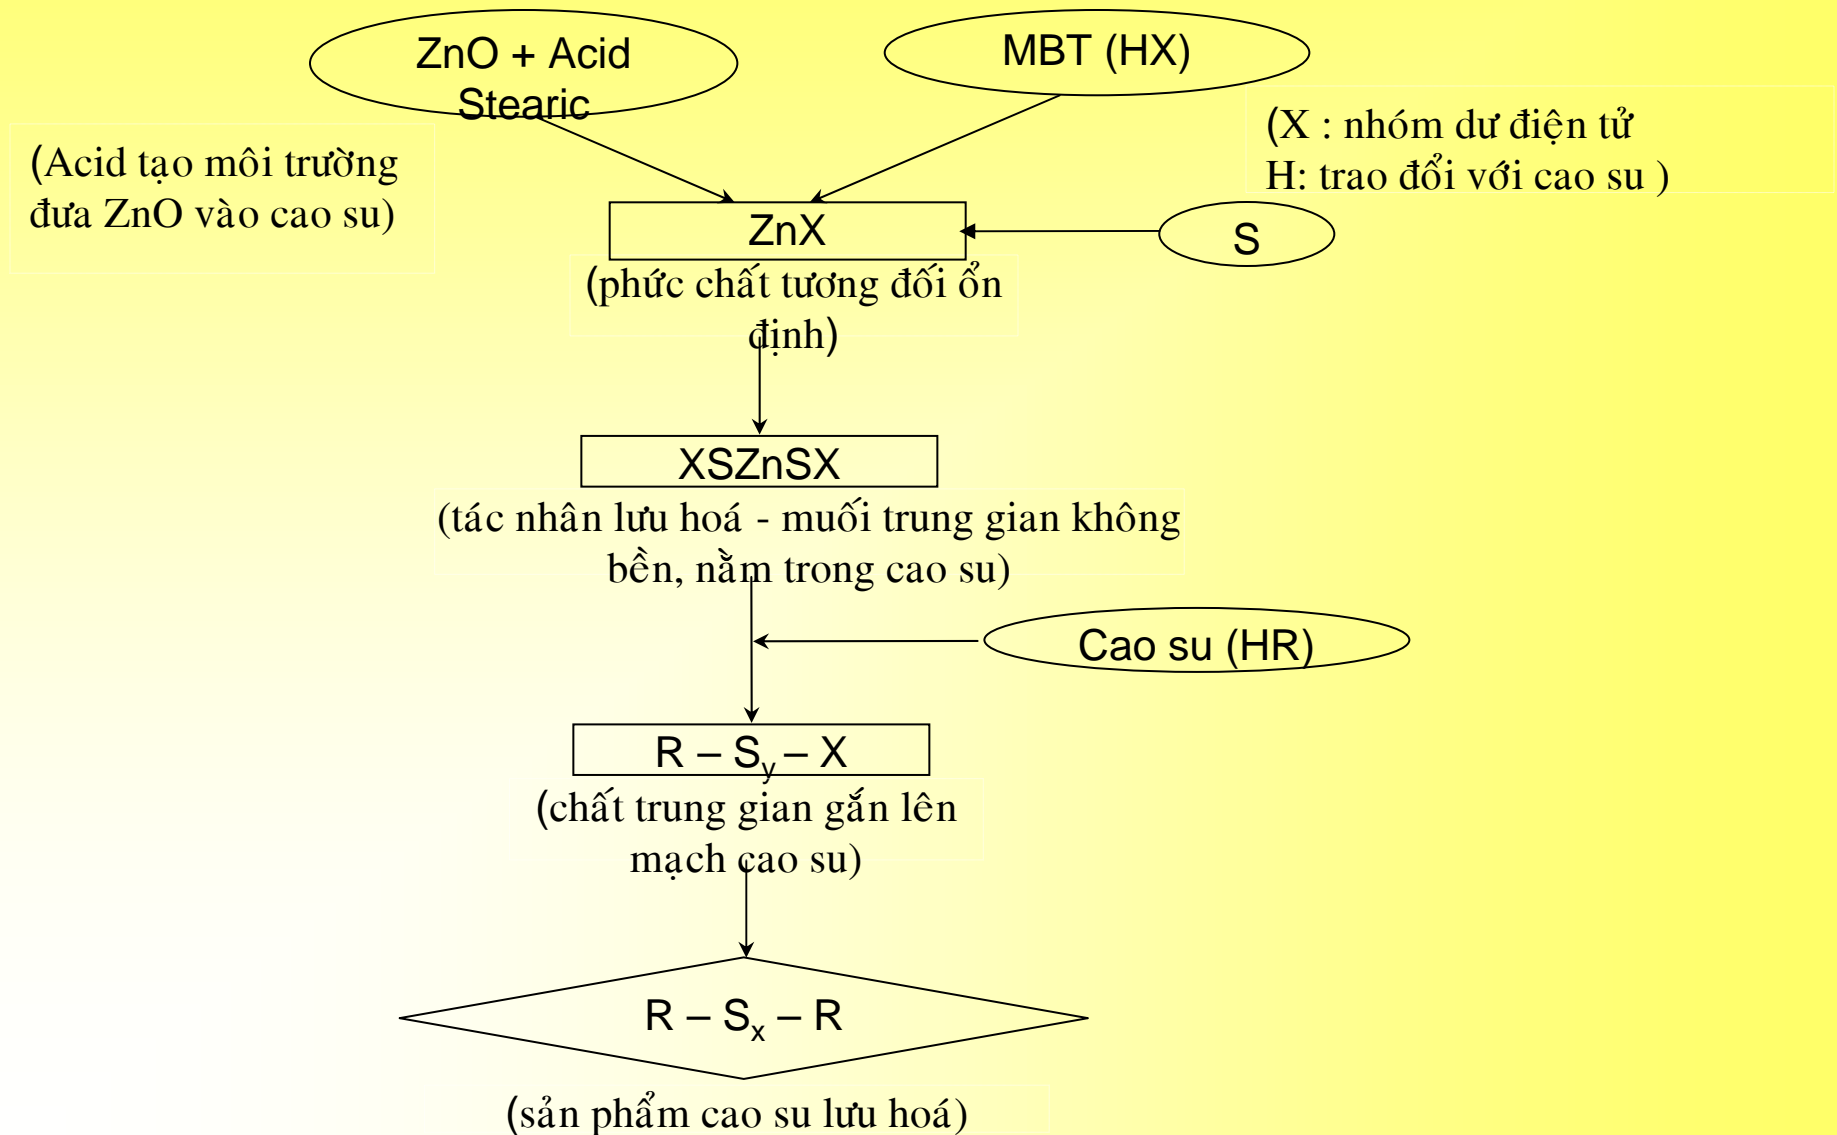 ZnO + Acid
Stearic
MBT (HX)
(X : nhóm dư điện tử
H: trao đổi với cao su )
(Acid tạo môi trường
đưa ZnO vào cao su)
ZnX
S
(phức chất tương đối ổn
định)
XSZnSX
(tác nhân lưu hoá - muối trung gian không
bền, nằm trong cao su)
Cao su (HR)
R – Sy – X
(chất trung gian gắn lên
mạch cao su)
R – Sx – R
(sản phẩm cao su lưu hoá)